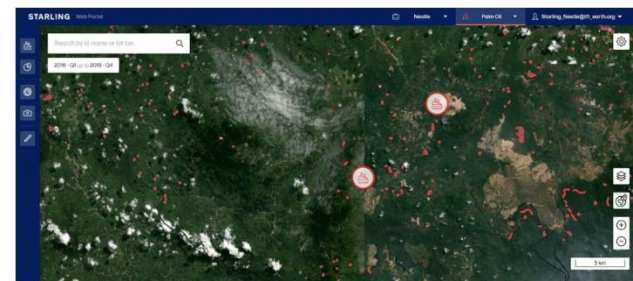 STARLING Web Portal
Nestle
Palm Oil
Starling_Nestle@tft_earth.org
Search by id, name or lat lon.
2016 - Q1 up to 2019 - Q4
5 km